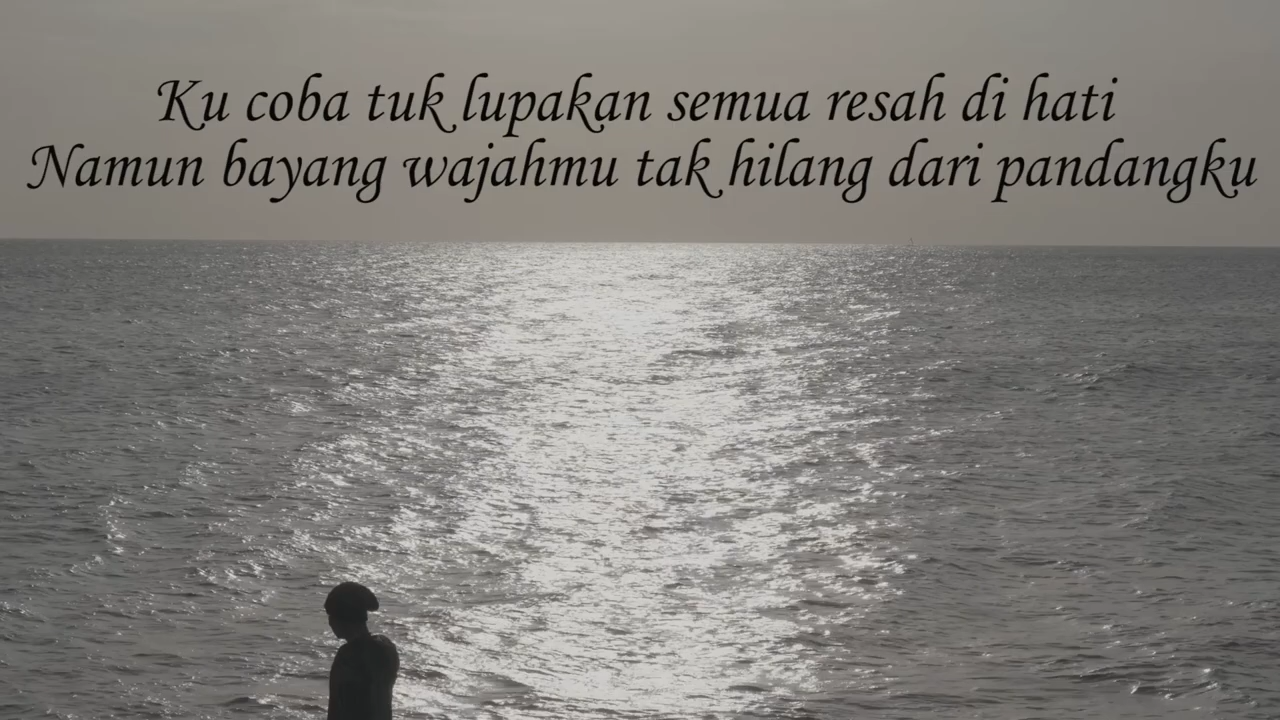 Ku coba tuk lupakan semua resah di hati
Namun bayang wajahmu tak hilang dari pandangku